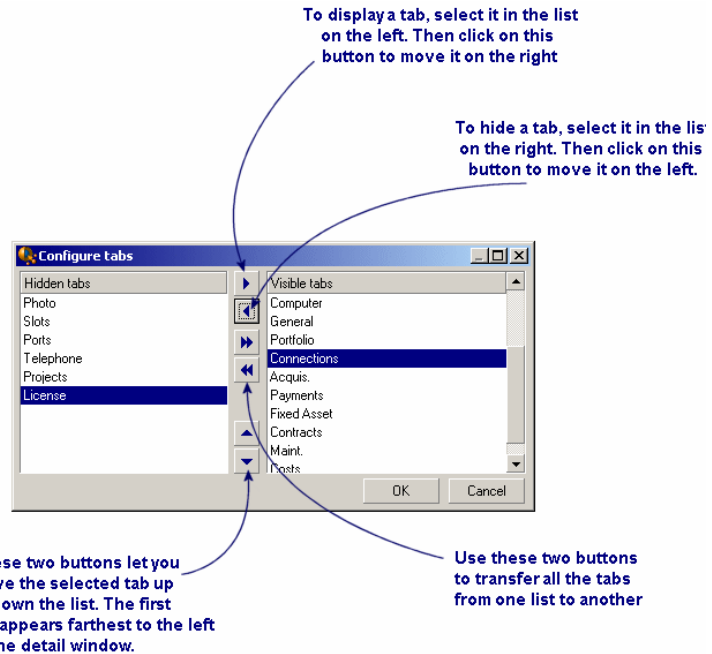 To display a tab, select it in the list
on the left. Then click on this
button to move it on the right
To hide a tab, select it in the list
on the right. Then click on this
button to move it on the left.
Configure tabs
Hidden tabs
Photo
Slots
Ports
Telephone
Projects
License
Visible tabs
Computer
General
Portfolio
Connections
Acquis.
Payments
Fixed Asset
Contracts
Maint.
Costs
OK
Cancel
ese two buttons let you
ve the selected tab up
own the list. The first
appears farthest to the left
he detail window.
Use these two buttons
to transfer all the tabs
from one list to another